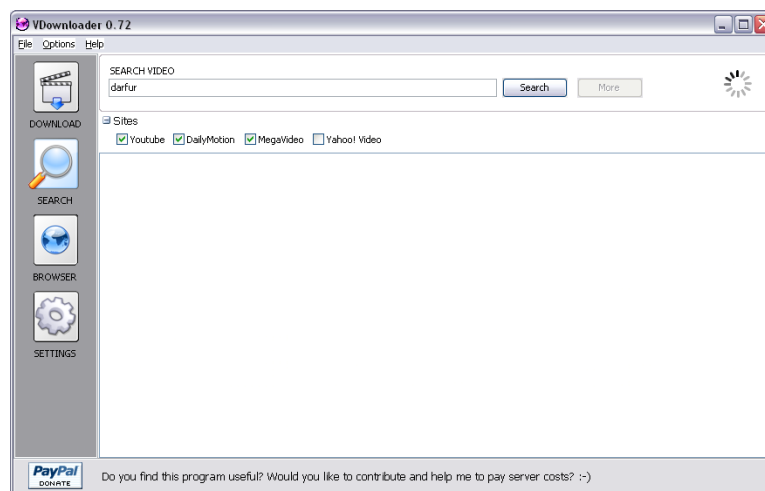 VDownloader 0.72
File Options Help
SEARCH VIDEO
darfur
Search More
DOWNLOAD
Sites
Youtube DailyMotion MegaVideo Yahoo! Video
SEARCH
BROWSER
SETTINGS
PayPal
DONATE
Do you find this program useful? Would you like to contribute and help me to pay server costs? :-)